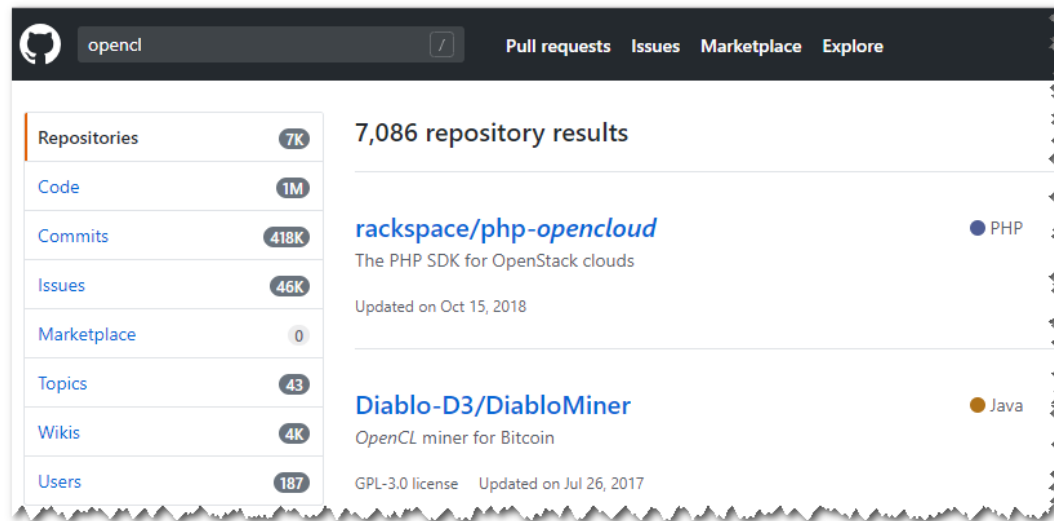 opencl / Pull requests Issues Marketplace Explore
Repositories 7K
Code 1M
Commits 418K
Issues 46K
Marketplace 0
Topics 43
Wikis 4K
Users 187
7,086 repository results
rackspace/php-opencloud PHP
The PHP SDK for OpenStack clouds
Updated on Oct 15, 2018
Diablo-D3/DiabloMiner Java
OpenCL miner for Bitcoin
GPL-3.0 license Updated on Jul 26, 2017